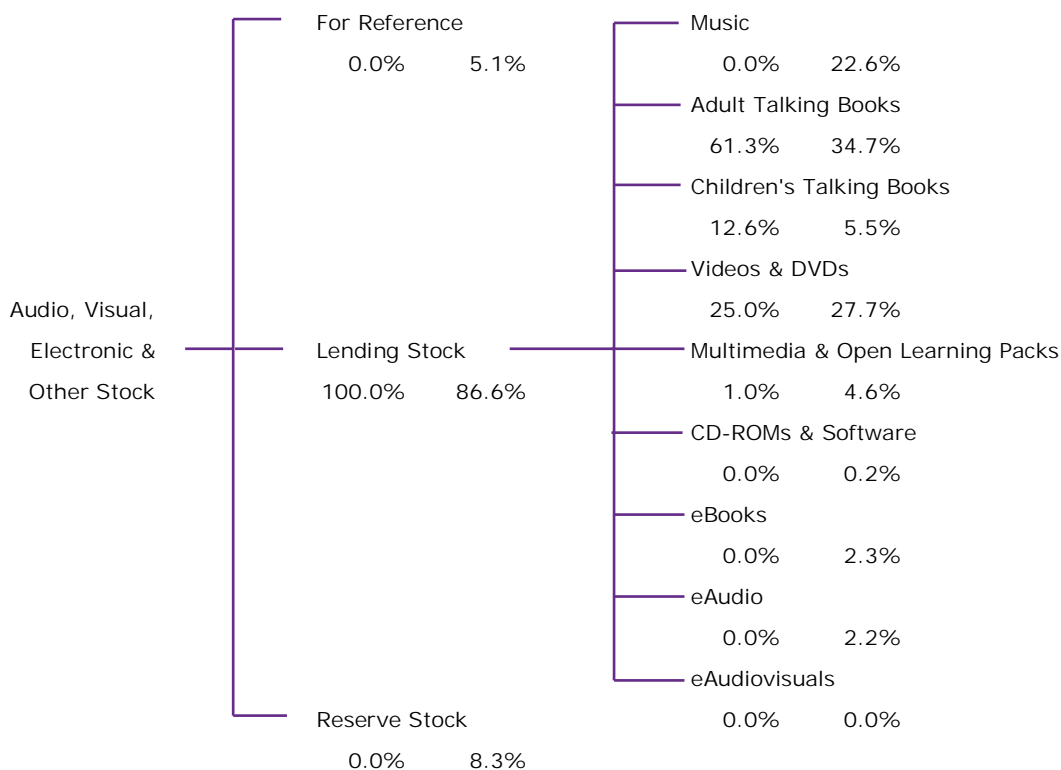 For Reference
0.0% 5.1%
Audio, Visual,
Electronic &
Other Stock
Lending Stock
100.0% 86.6%
Reserve Stock
0.0% 8.3%
Music
0.0% 22.6%
Adult Talking Books
61.3% 34.7%
Children's Talking Books
12.6% 5.5%
Videos & DVDs
25.0% 27.7%
Multimedia & Open Learning Packs
1.0% 4.6%
CD-ROMs & Software
0.0% 0.2%
eBooks
0.0% 2.3%
eAudio
0.0% 2.2%
eAudiovisuals
0.0% 0.0%